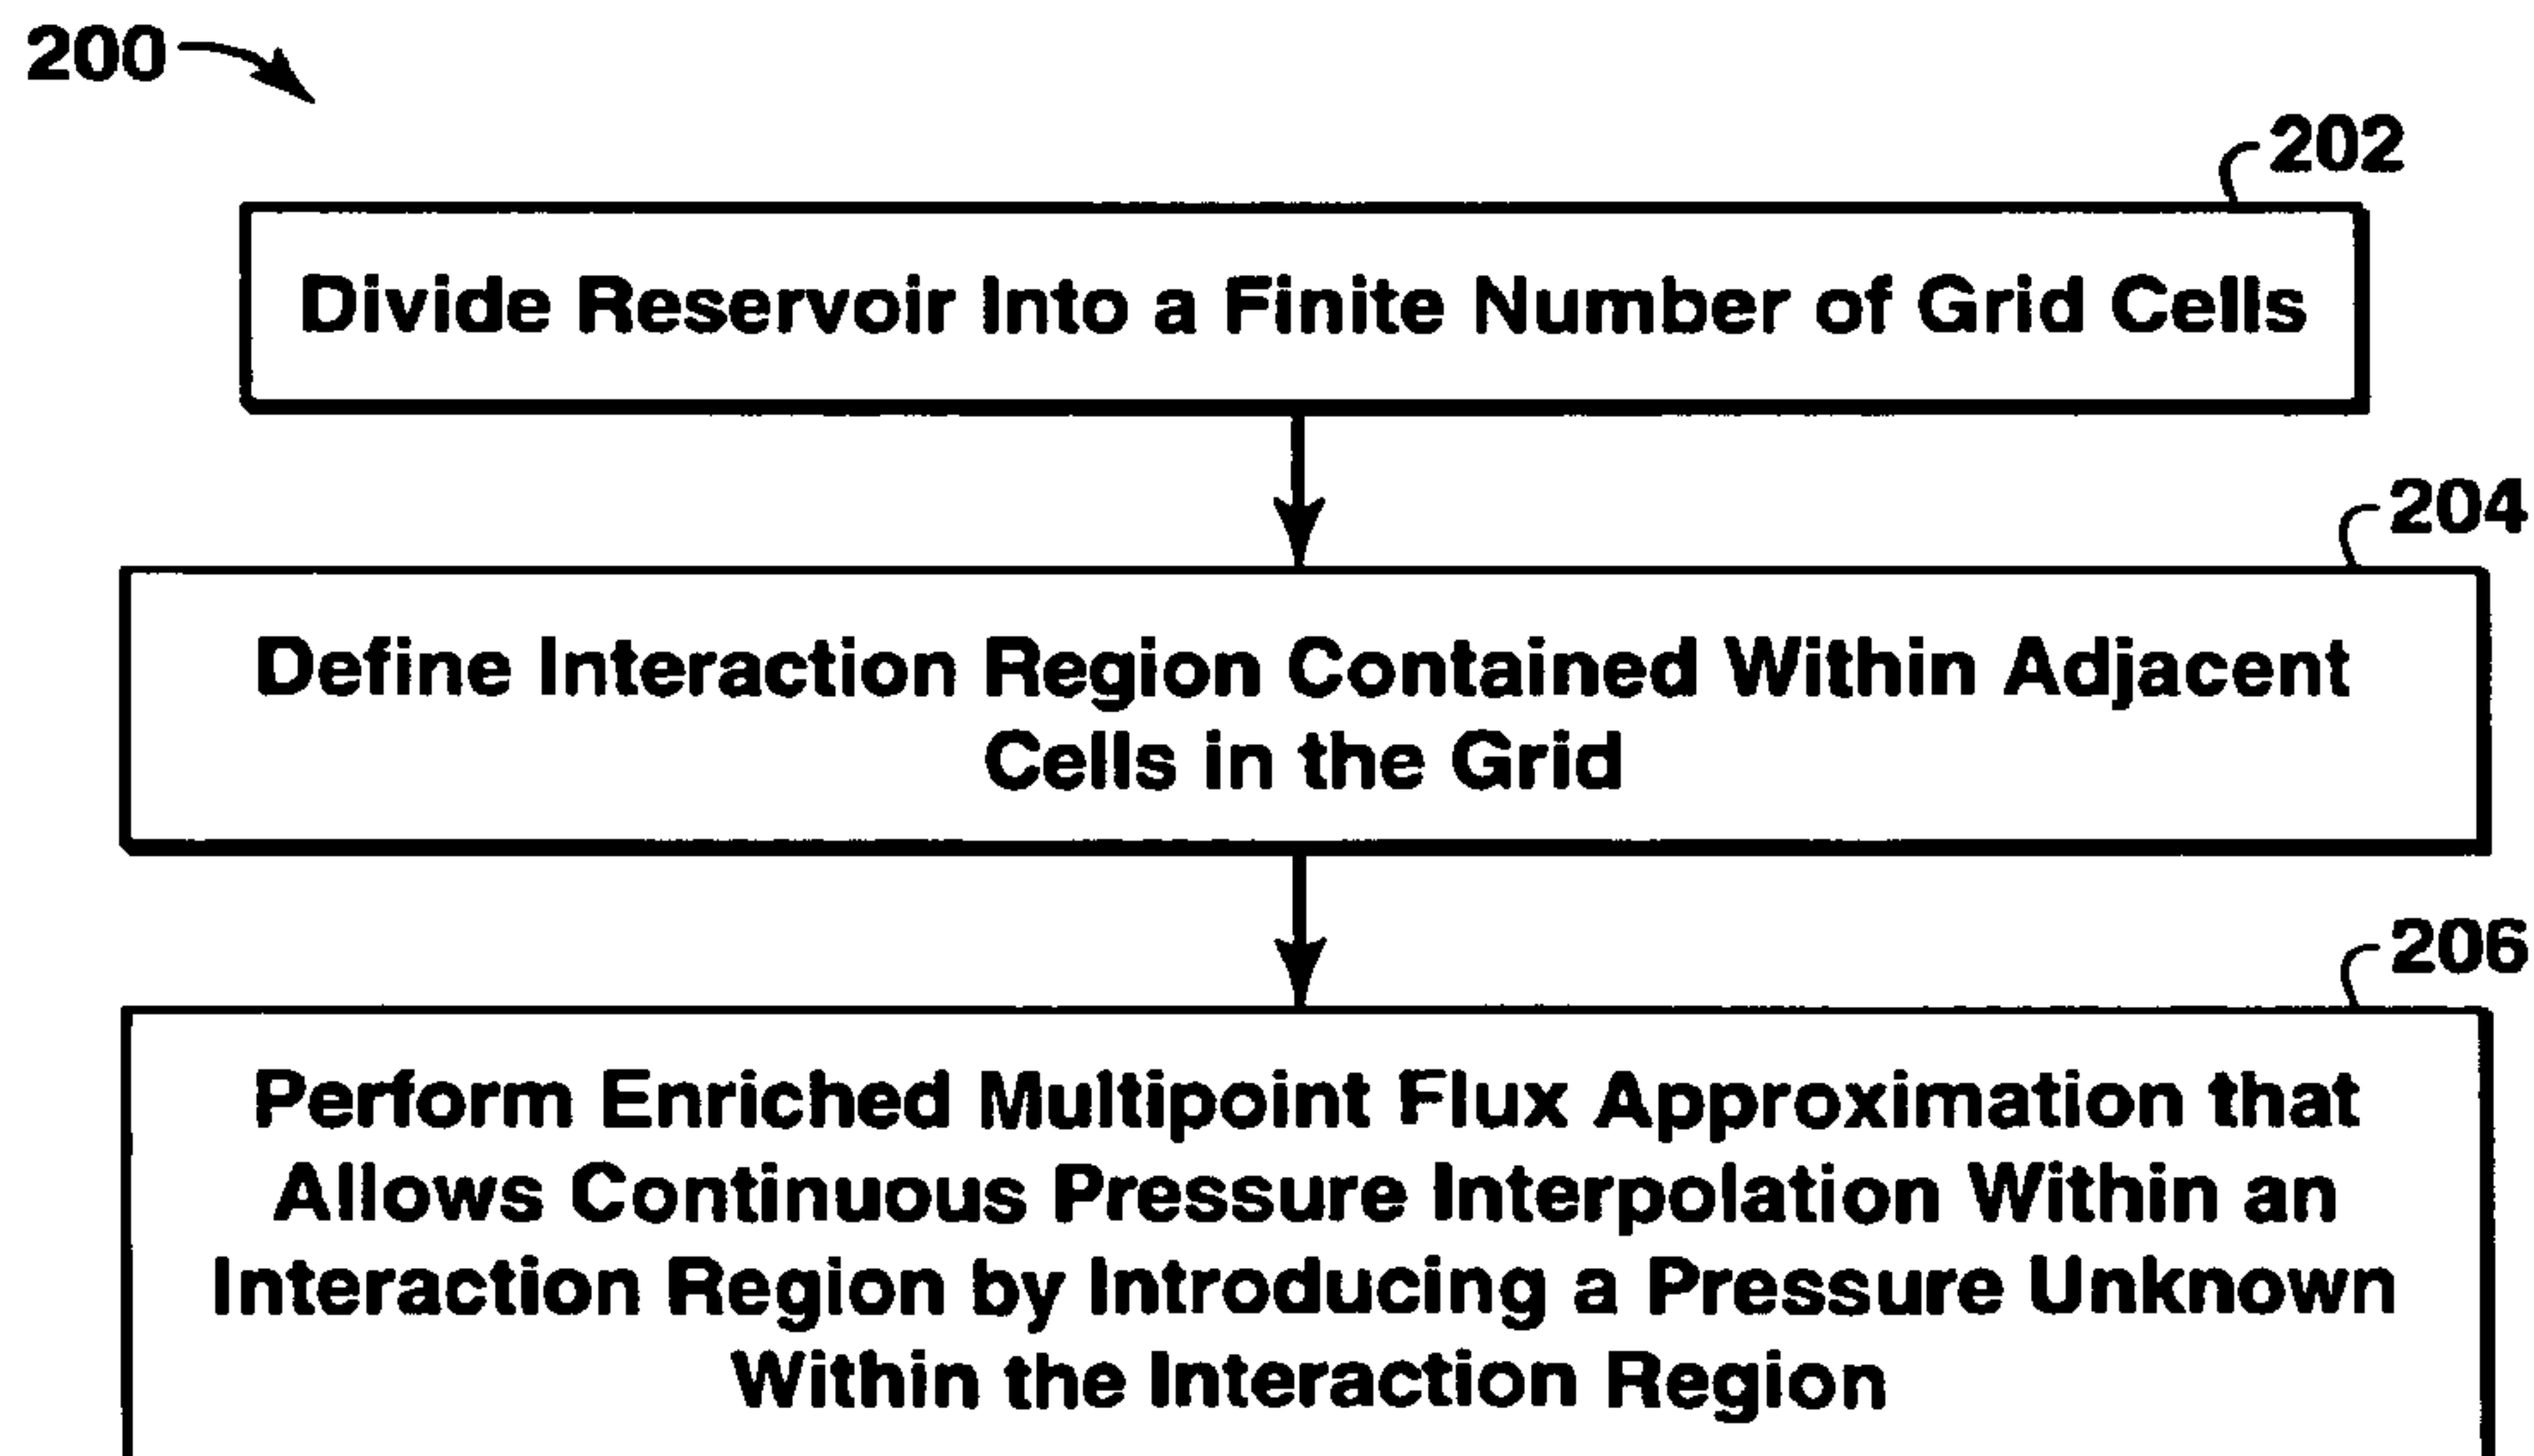 200
202
Divide Reservoir Into a Finite Number of Grid Cells
204
Define Interaction Region Contained Within Adjacent
Cells in the Grid
206
Perform Enriched Multipoint Flux Approximation that
Allows Continuous Pressure Interpolation Within an
Interaction Region by Introducing a Pressure Unknown
Within the Interaction Region